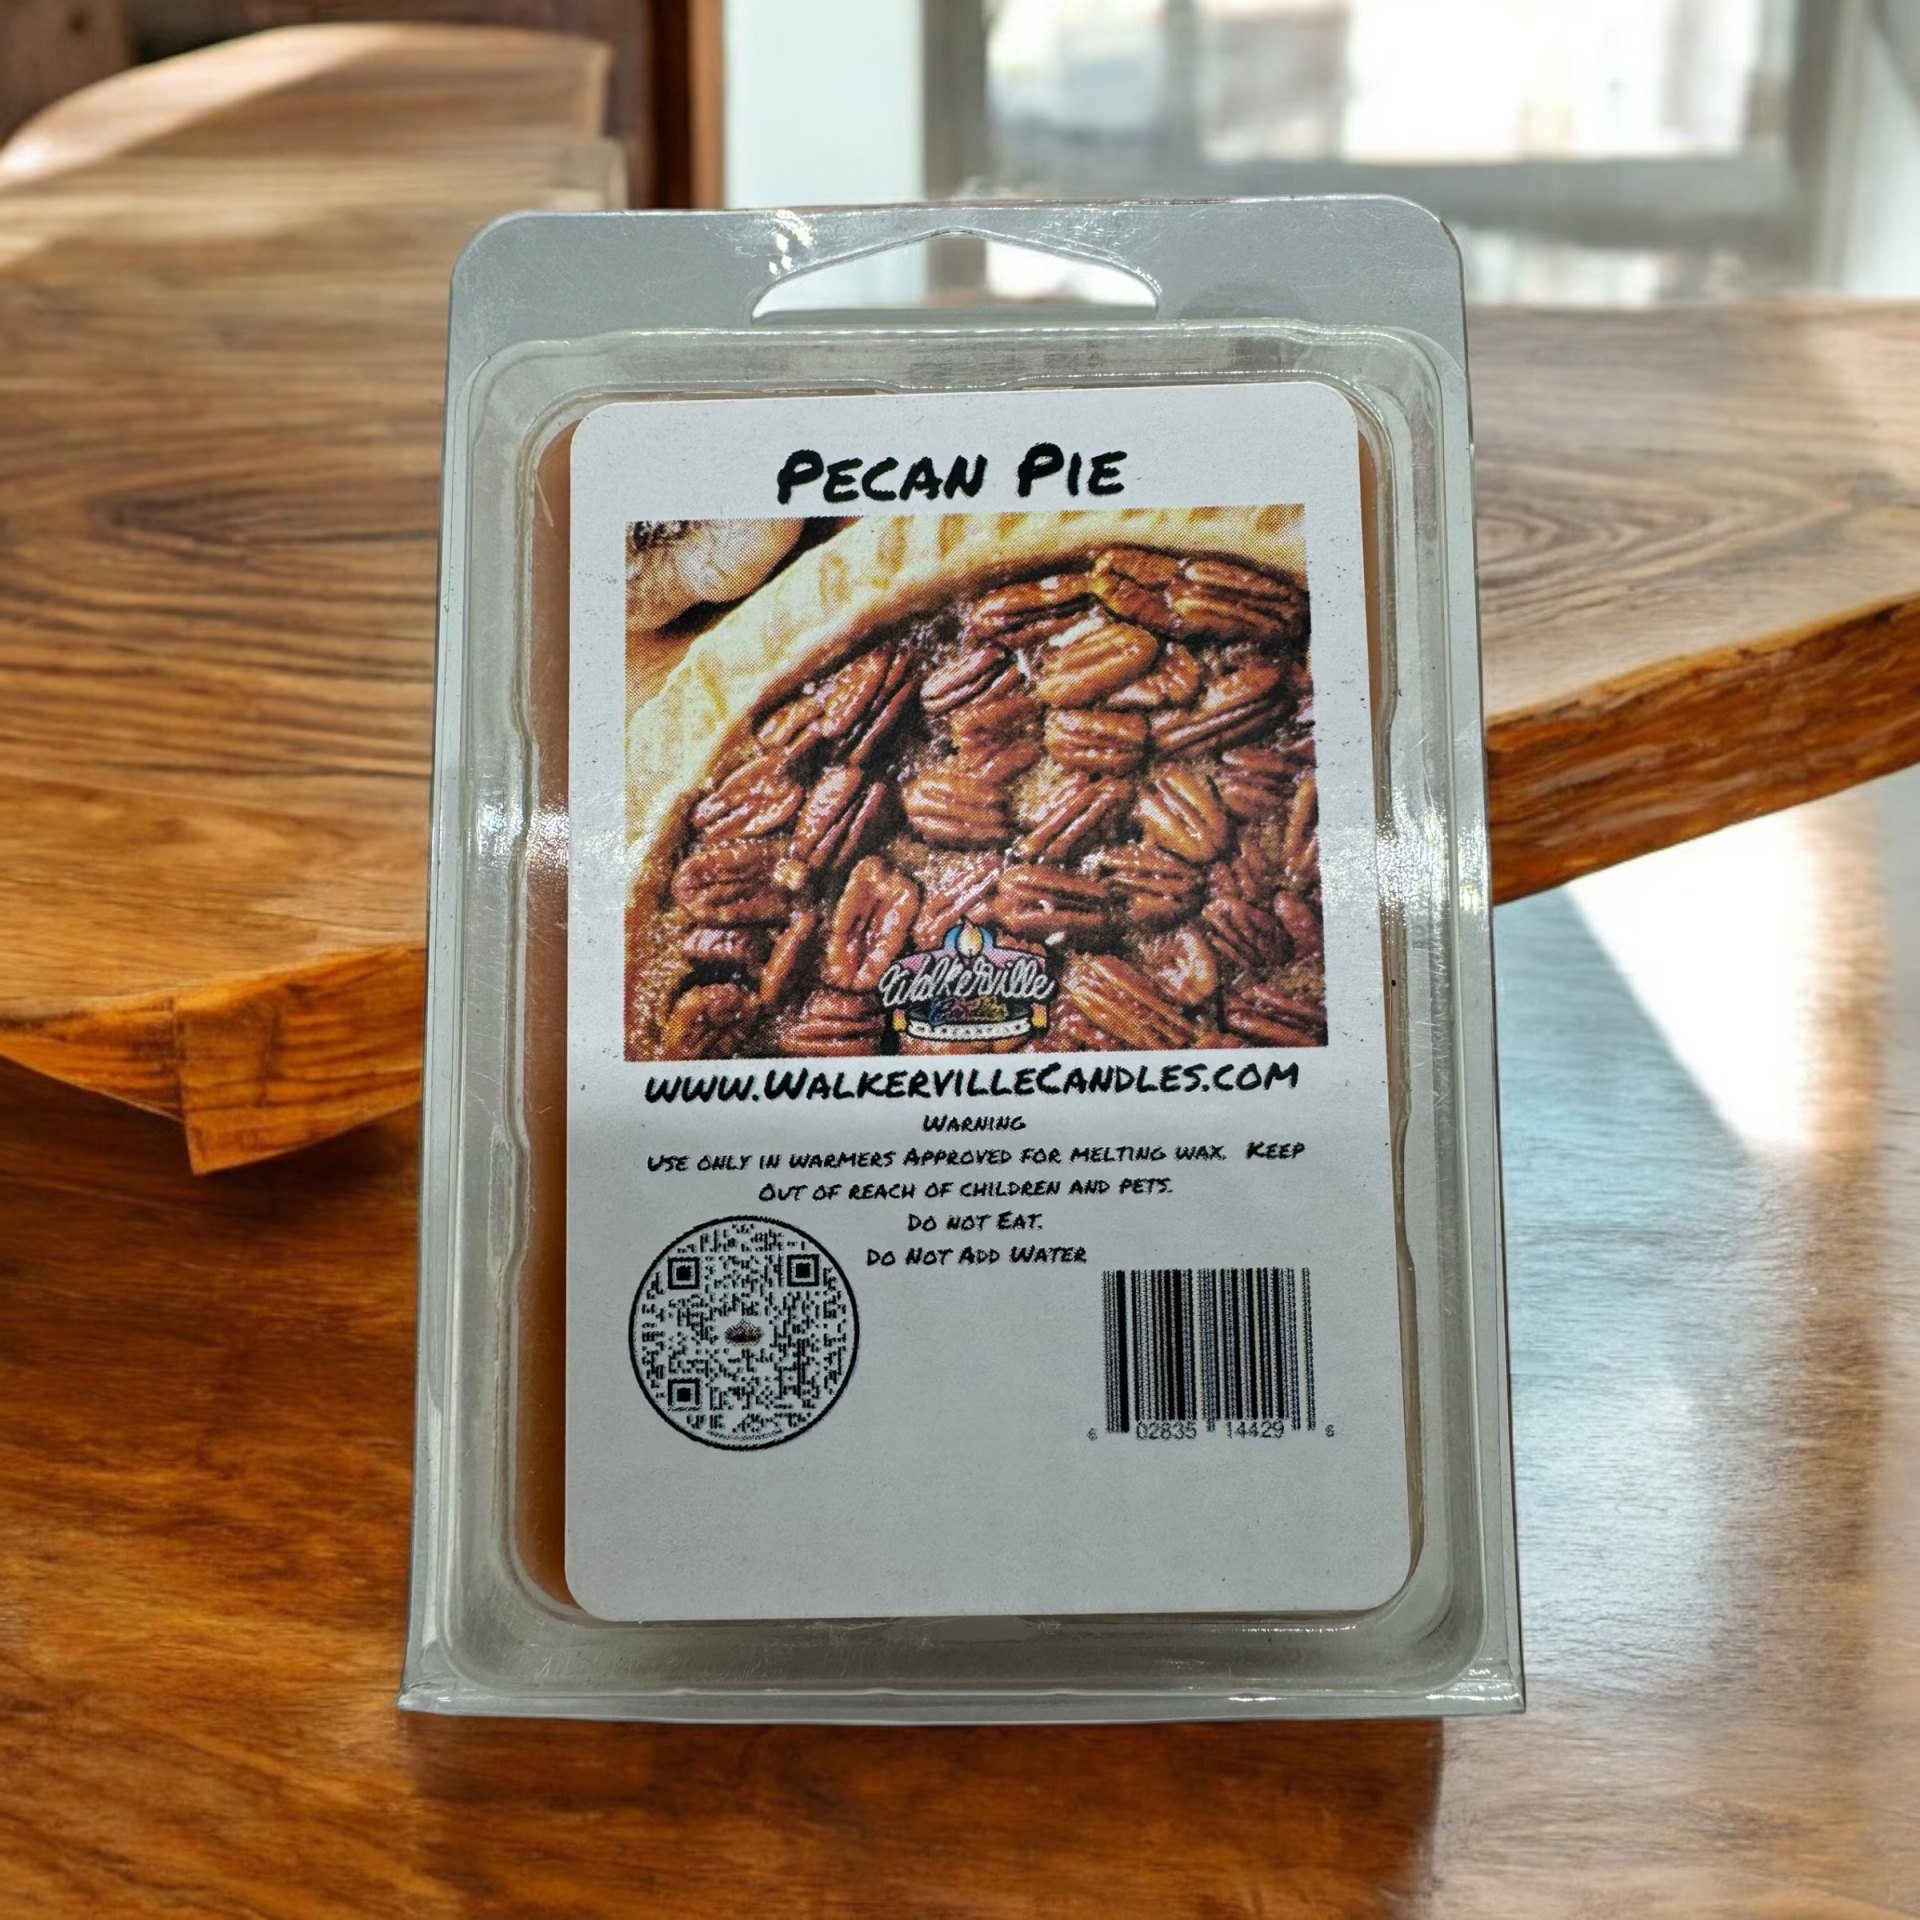 Pecan Pie
Walkerville
www.WalkervilleCandles.com
Warning
Use only in warmers Approved for melting wax. Keep
Out of reach of children and pets.
Do not Eat.
Do Not Add Water
6 02835 14429 6